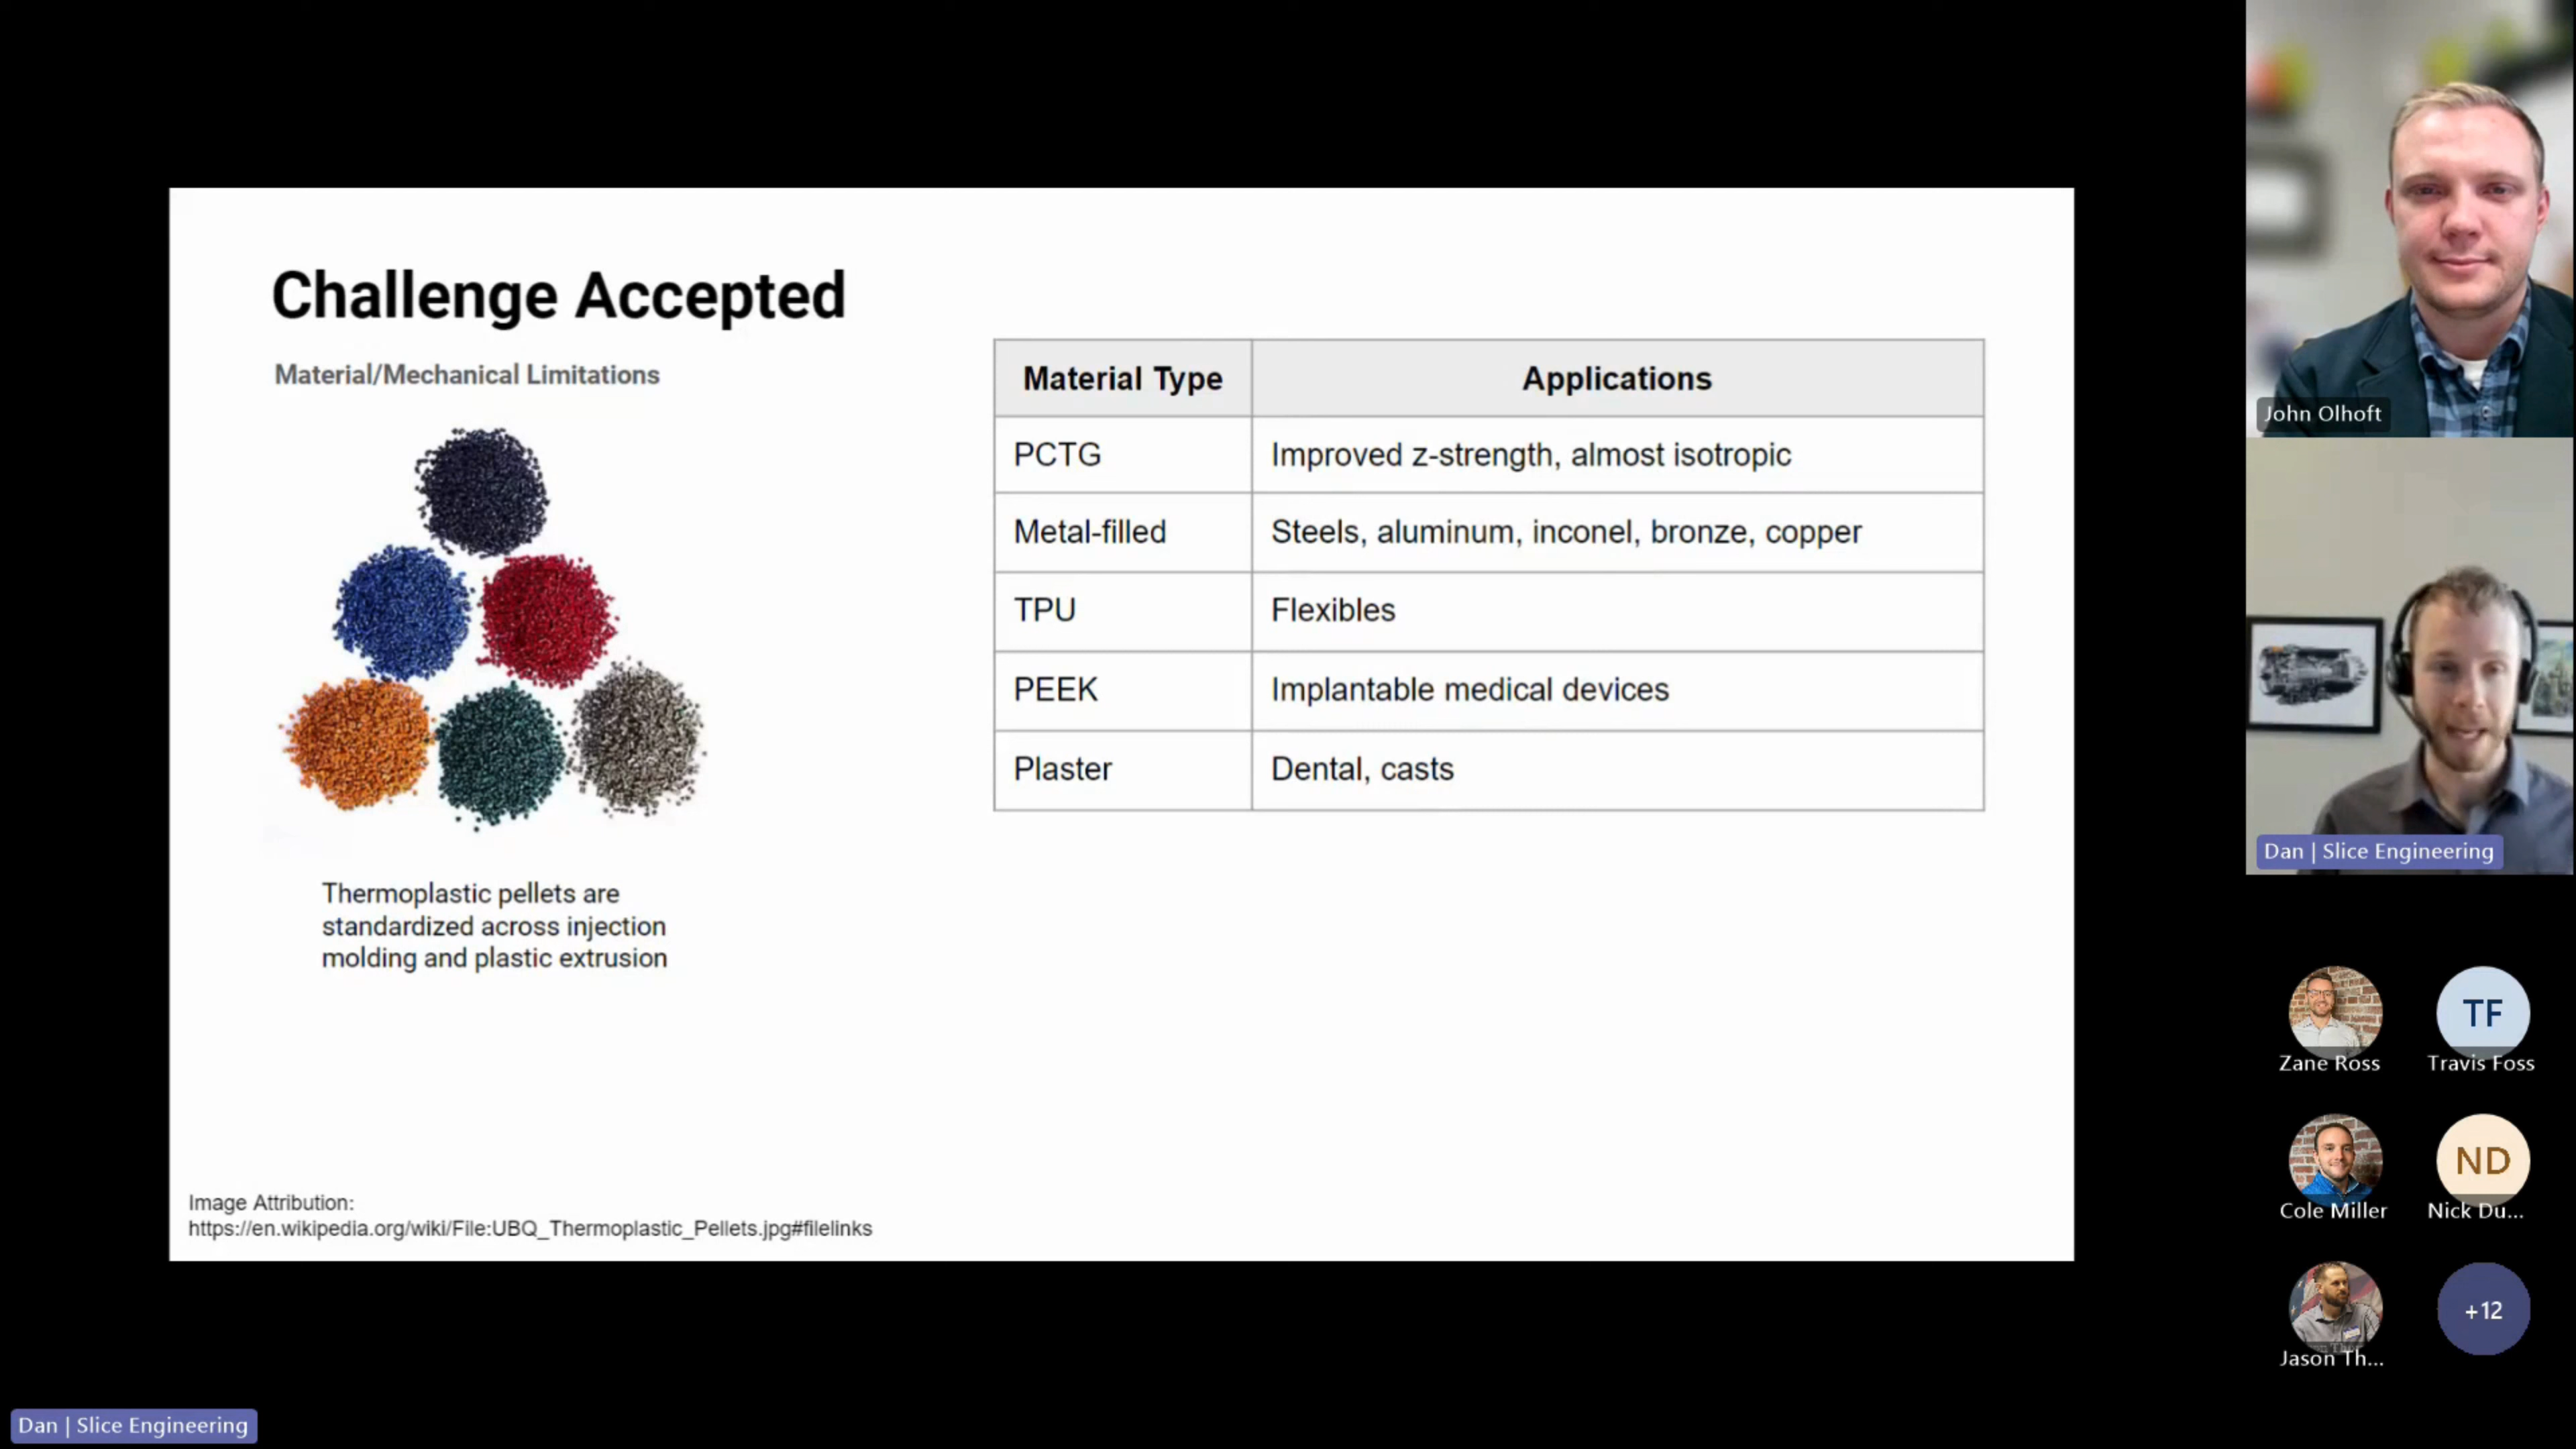 Challenge Accepted
Material/Mechanical Limitations
Thermoplastic pellets are
standardized across injection
molding and plastic extrusion
Material Type Applications
PCTG Improved z-strength, almost isotropic
Metal-filled Steels, aluminum, inconel, bronze, copper
TPU Flexibles
PEEK Implantable medical devices
Plaster Dental, casts
Image Attribution:
https://en.wikipedia.org/wiki/File:UBQ_Thermoplastic_Pellets.jpg#filelinks
John Olhoft
Dan | Slice Engineering
Zane Ross
TF
Travis Foss
Cole Miller
ND
Nick Du...
Jason Th...
+12
Dan | Slice Engineering